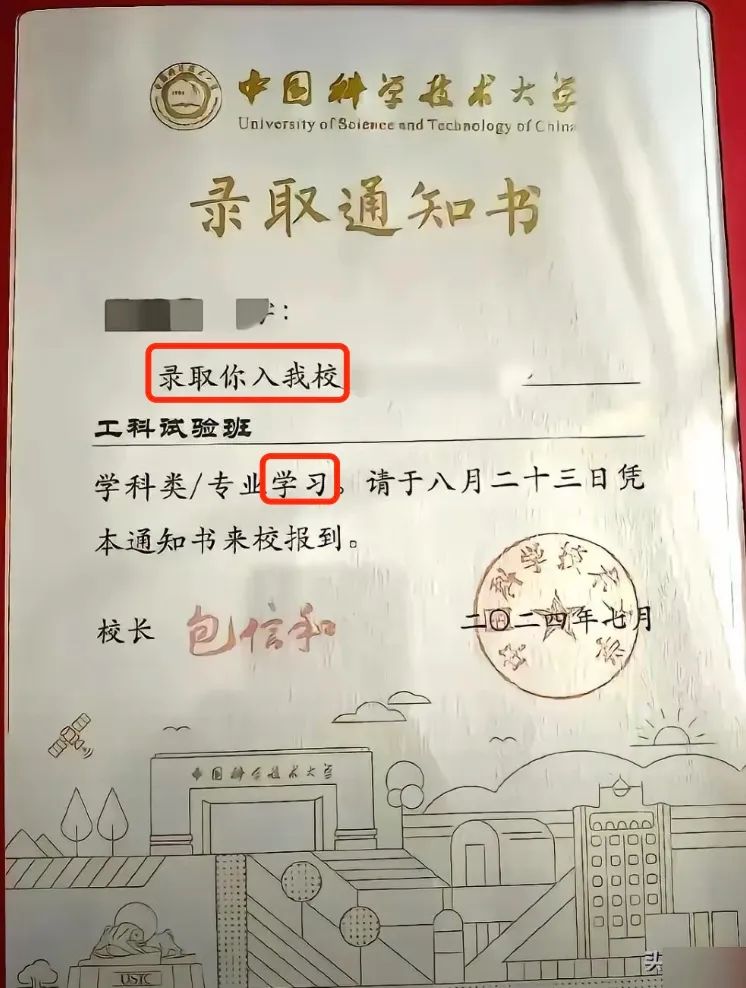 中国科学技术大学
University of Science and Technology of China
录取通知书
:
录取你入我校
工科试验班
学科类/专业学习。请于八月二十三日凭
本通知书来校报到。
校长 包信和
二〇二四年七月
中国科学技术大学
USTC